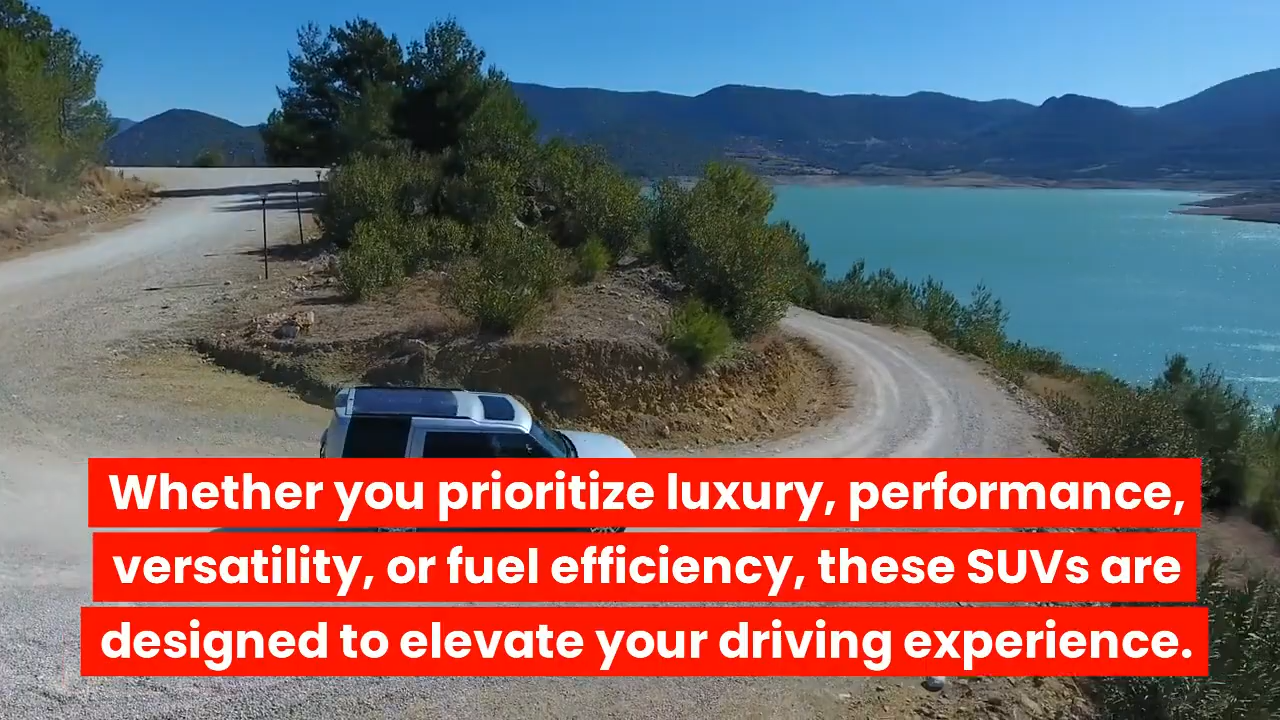 Whether you prioritize luxury, performance,
versatility, or fuel efficiency, these SUVs are
designed to elevate your driving experience.